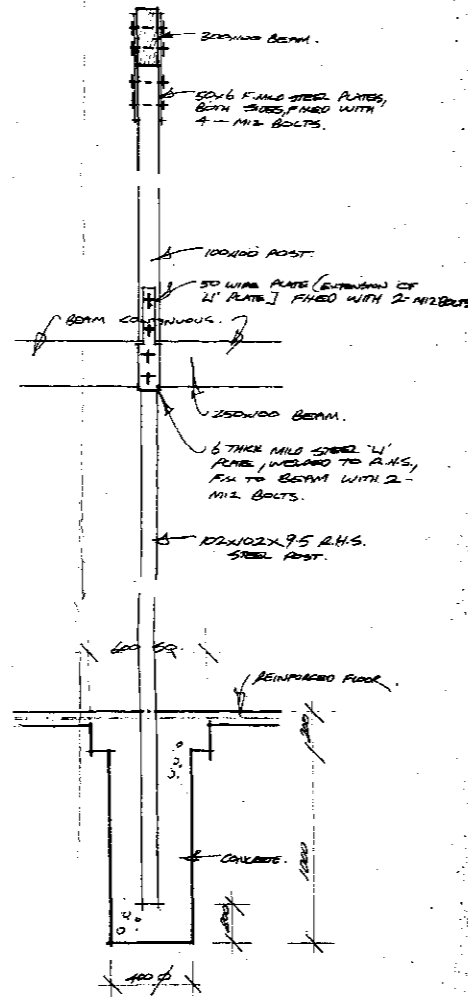 300x100 BEAM.
50x6 F. MILD STEEL PLATES,
BOTH SIDES, FIXED WITH
4 - M12 BOLTS.
100x100 POST.
50 WIDE PLATE (EXTENSION OF
'U' PLATE) FIXED WITH 2-M12 BOLTS
BEAM CONTINUOUS.
250x100 BEAM.
6 THICK MILD STEEL 'U'
PLATE, WELDED TO R.H.S.,
FIX TO BEAM WITH 2-
M12 BOLTS.
102x102x9.5 R.H.S.
STEEL POST.
600 SQ.
REINFORCED FLOOR.
1000
CONCRETE.
400 ϕ